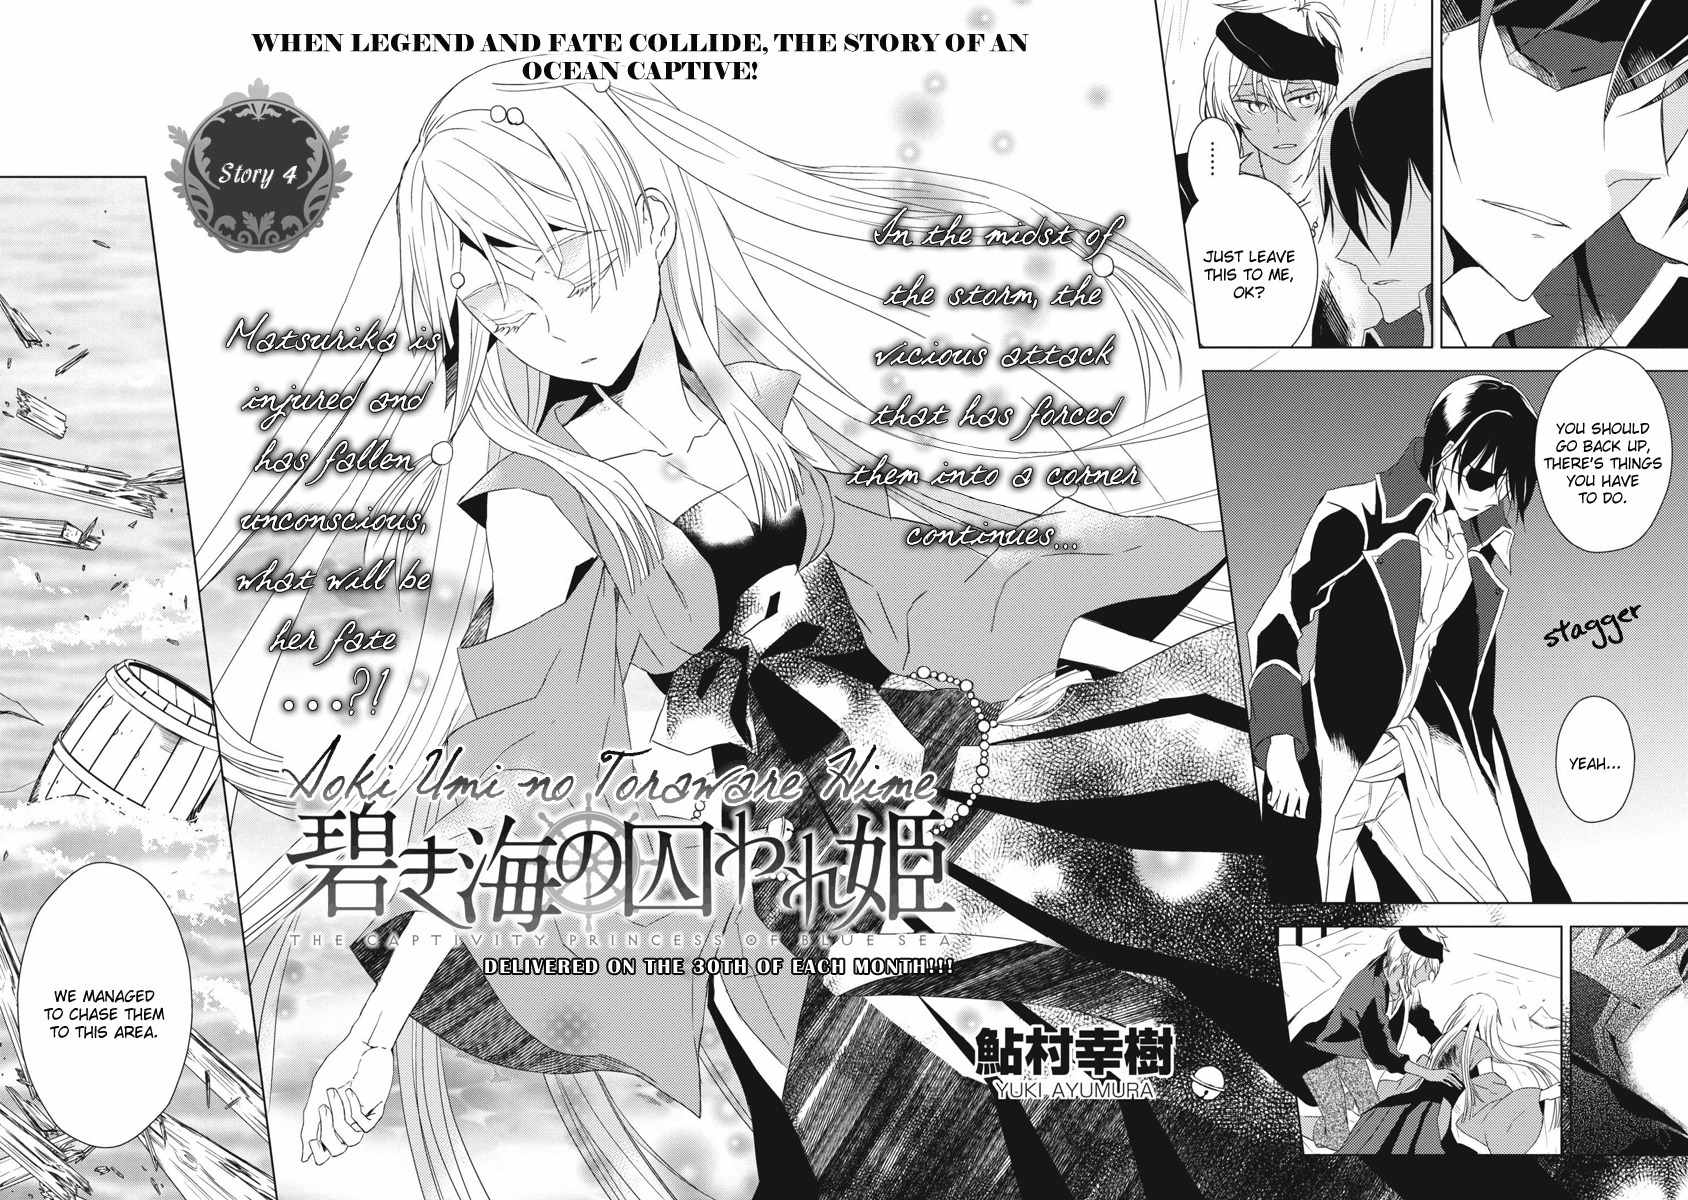 WHEN LEGEND AND FATE COLLIDE, THE STORY OF AN
OCEAN CAPTIVE!
......
JUST LEAVE
THIS TO ME,
OK?
YOU SHOULD
GO BACK UP,
THERE'S THINGS
YOU HAVE
TO DO.
stagger
YEAH...
Story 4
In the midst of
the storm, the
vicious attack
that has forced
them into a corner
continues...
Matsurika is
injured and
has fallen
unconscious,
what will be
her fate
...?!
Aoki Umi no Toraware Hime
碧き海の囚われ姫
THE CAPTIVITY PRINCESS OF BLUE SEA
DELIVERED ON THE 30TH OF EACH MONTH!!!
鮎村幸樹
YUKI AYUMURA
WE MANAGED
TO CHASE THEM
TO THIS AREA.